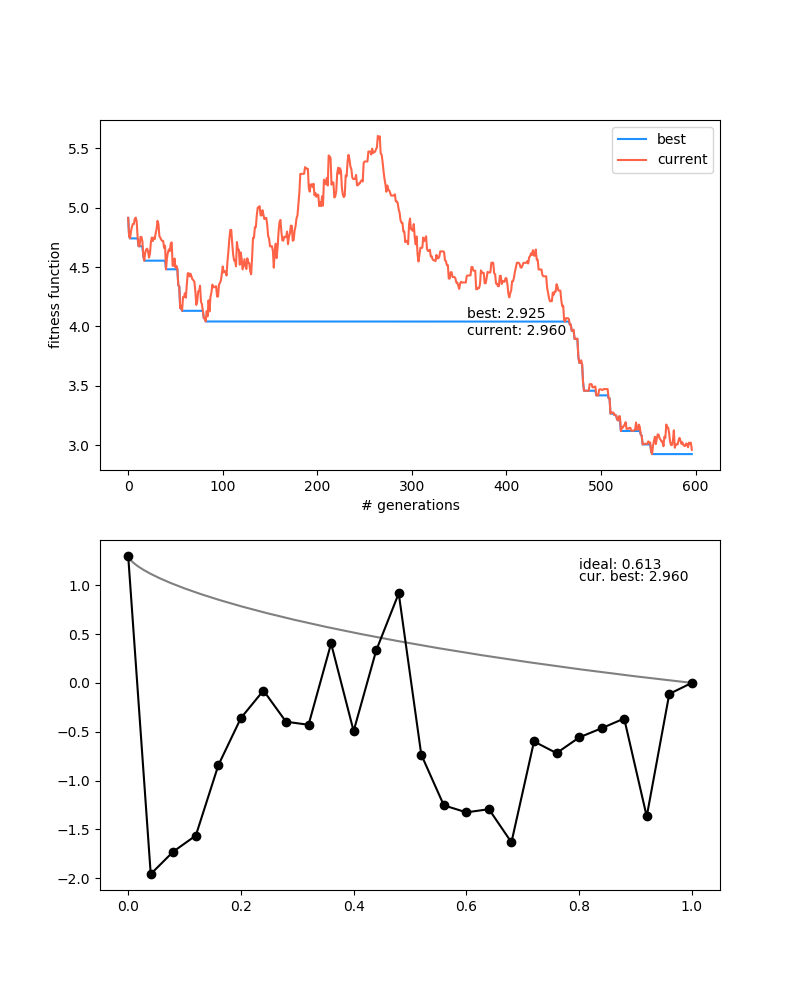 best
current
5.5
5.0
4.5
4.0
3.5
3.0
fitness function
best: 2.925
current: 2.960
0 100 200 300 400 500 600
# generations
ideal: 0.613
cur. best: 2.960
1.0
0.5
0.0
−0.5
−1.0
−1.5
−2.0
0.0 0.2 0.4 0.6 0.8 1.0